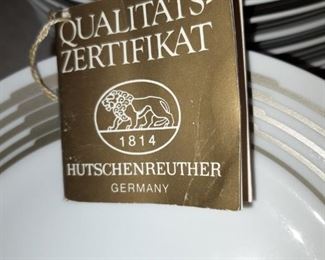 QUALITÄTS-
ZERTIFIKAT
1814
HUTSCHENREUTHER
GERMANY